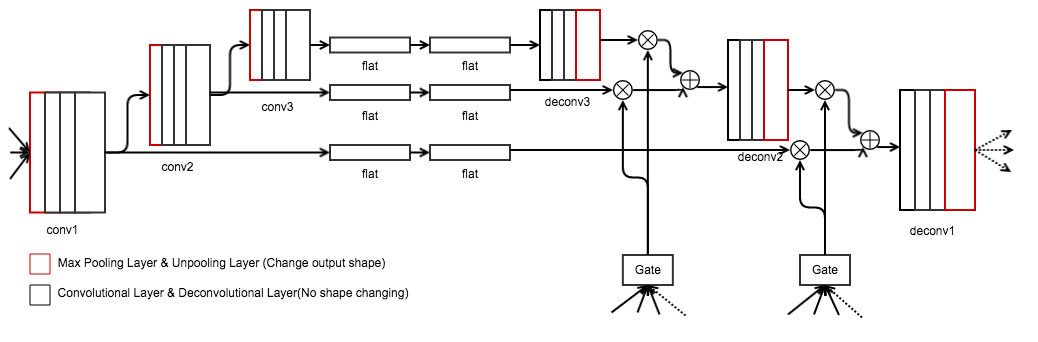 flat
flat
conv3
deconv3
flat
flat
conv2
deconv2
flat
flat
conv1
deconv1
Max Pooling Layer & Unpooling Layer (Change output shape)
Gate
Gate
Convolutional Layer & Deconvolutional Layer(No shape changing)